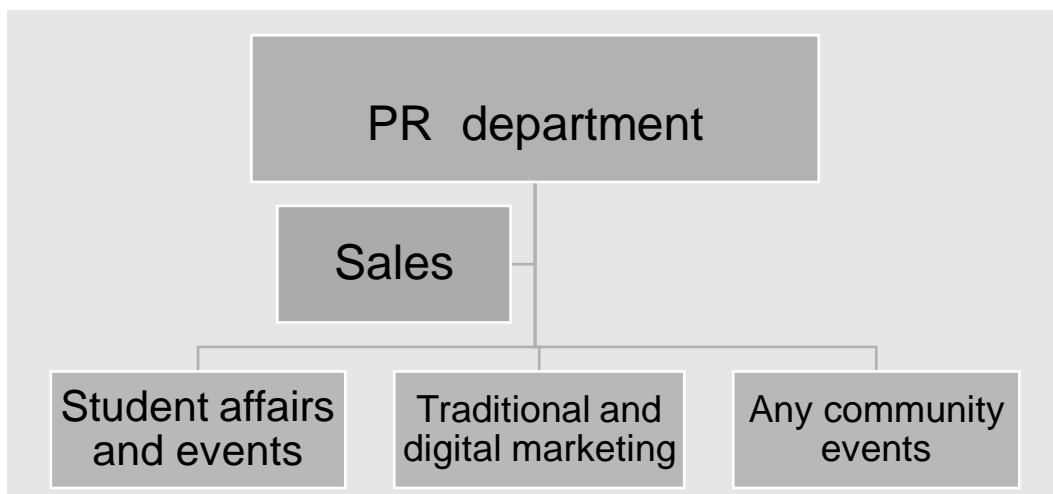 PR department
Sales
Student affairs
and events
Traditional and
digital marketing
Any community
events